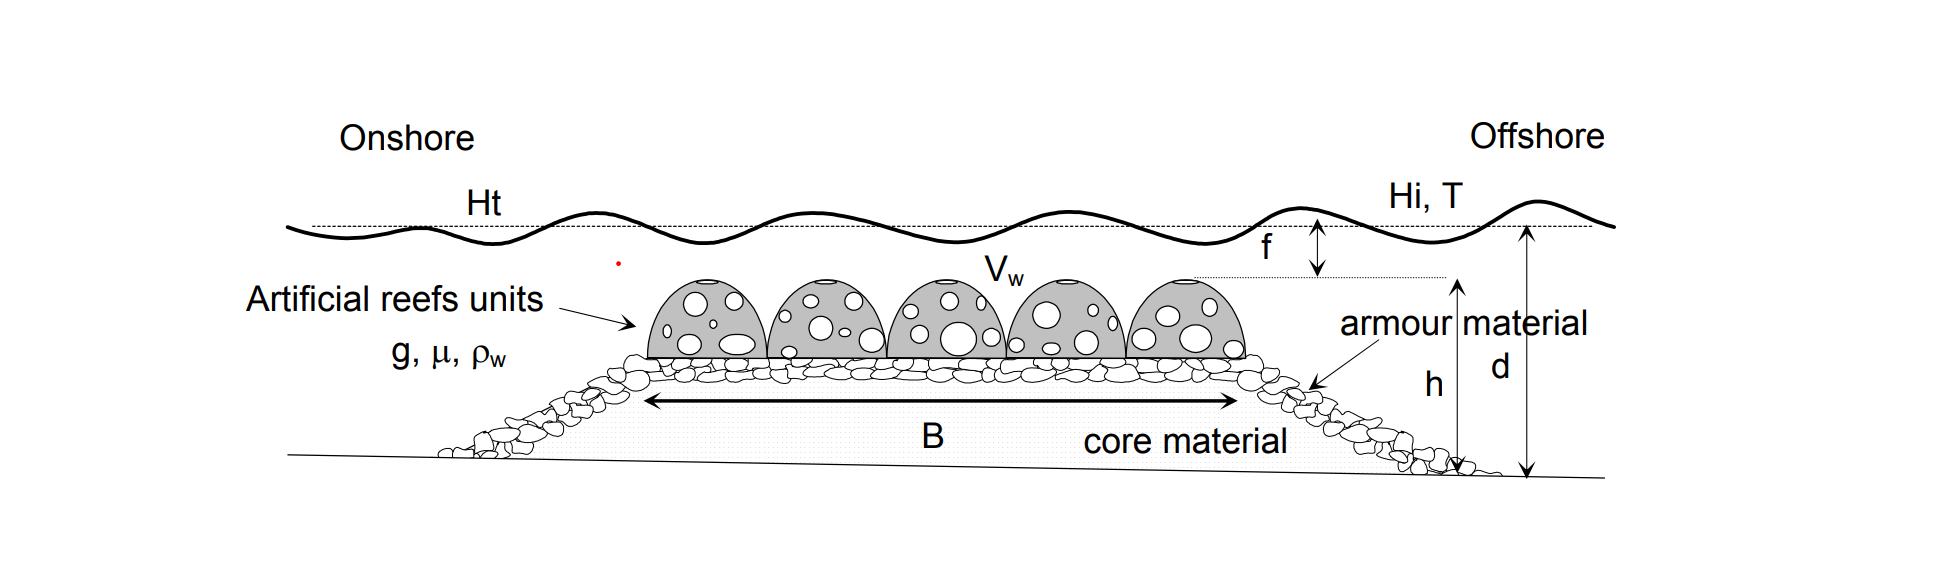 Onshore
Offshore
Ht
Hi, T
f
Vw
Artificial reefs units
g, μ, ρw
armour material
h
d
B
core material